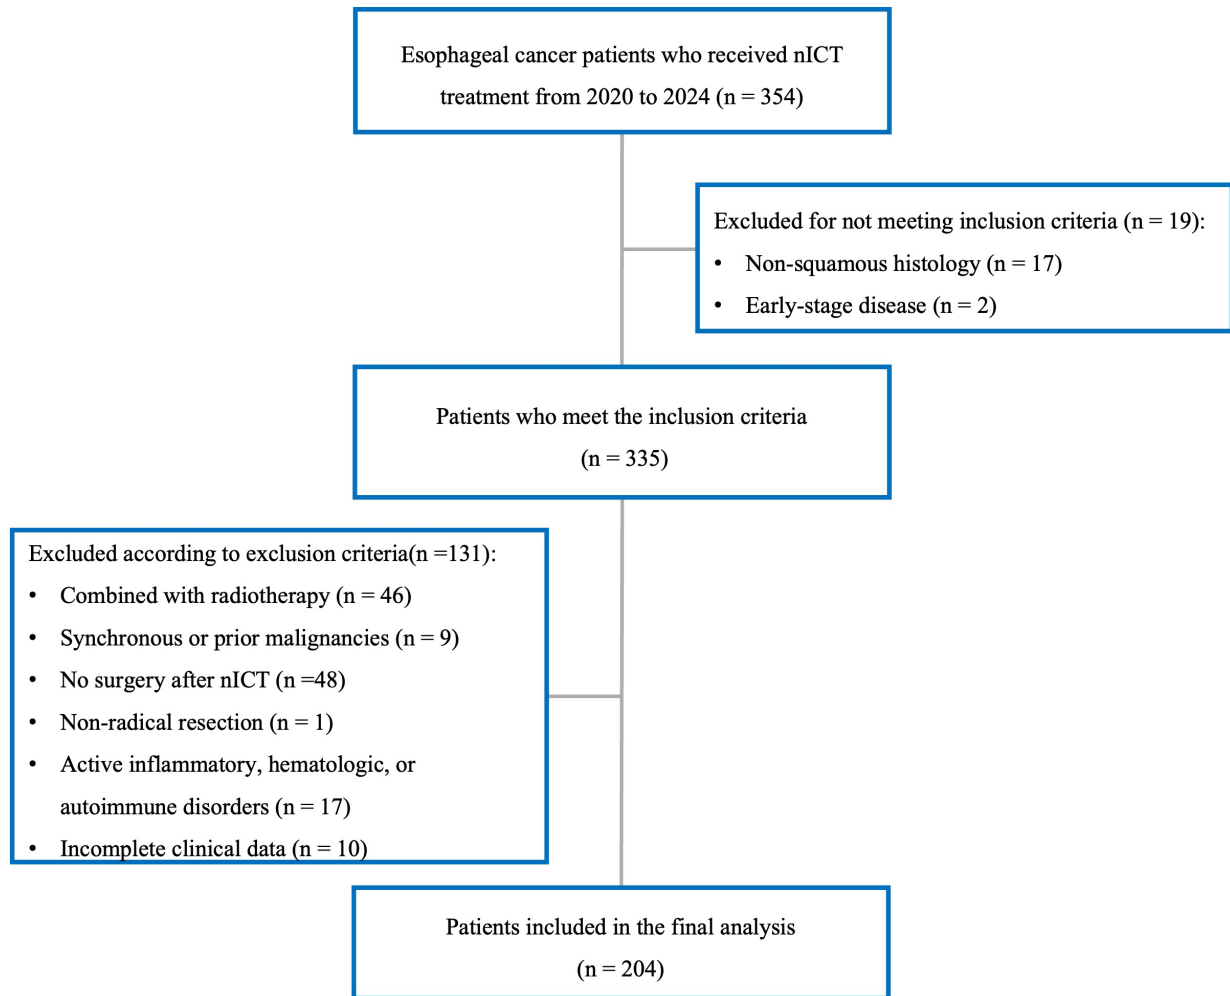 Esophageal cancer patients who received nICT
treatment from 2020 to 2024 (n = 354)
Excluded for not meeting inclusion criteria (n = 19):
• Non-squamous histology (n = 17)
• Early-stage disease (n = 2)
Patients who meet the inclusion criteria
(n = 335)
Excluded according to exclusion criteria(n =131):
• Combined with radiotherapy (n = 46)
• Synchronous or prior malignancies (n = 9)
• No surgery after nICT (n =48)
• Non-radical resection (n = 1)
• Active inflammatory, hematologic, or
autoimmune disorders (n = 17)
• Incomplete clinical data (n = 10)
Patients included in the final analysis
(n = 204)